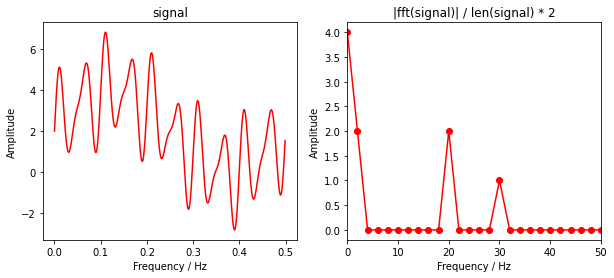 signal
Amplitude
6
4
2
0
−2
0.0 0.1 0.2 0.3 0.4 0.5
Frequency / Hz
|fft(signal)| / len(signal) * 2
Amplitude
4.0
3.5
3.0
2.5
2.0
1.5
1.0
0.5
0.0
0 10 20 30 40 50
Frequency / Hz